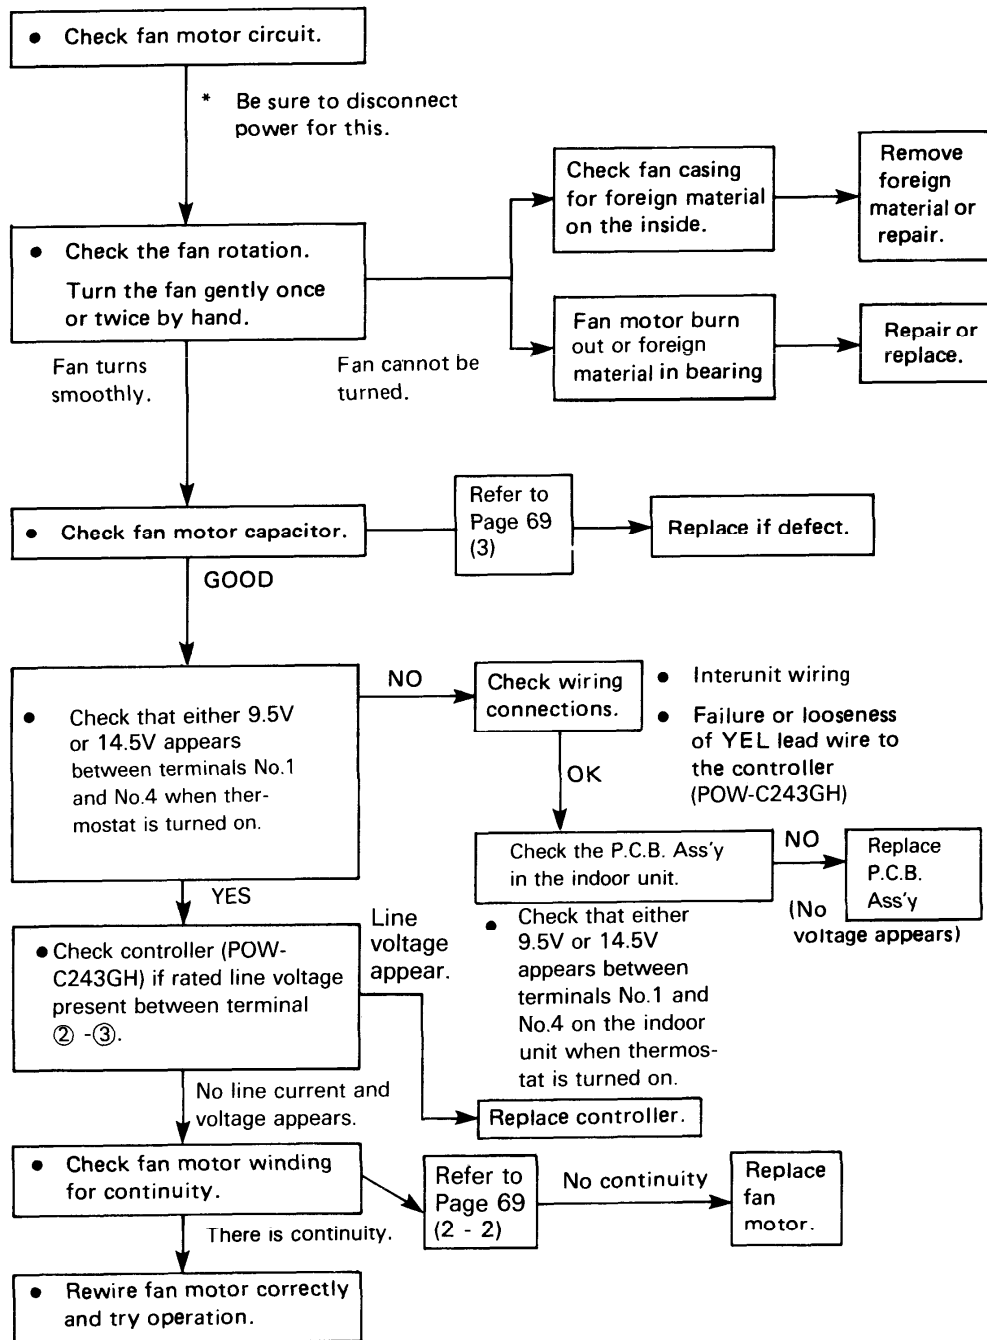 • Check fan motor circuit.
* Be sure to disconnect
power for this.
• Check the fan rotation.
Turn the fan gently once
or twice by hand.
Fan turns
smoothly.
Fan cannot be
turned.
Check fan casing
for foreign material
on the inside.
Remove
foreign
material or
repair.
Fan motor burn
out or foreign
material in bearing
Repair or
replace.
• Check fan motor capacitor.
Refer to
Page 69
(3)
Replace if defect.
GOOD
• Check that either 9.5V
or 14.5V appears
between terminals No.1
and No.4 when ther-
mostat is turned on.
NO
Check wiring
connections.
• Interunit wiring
• Failure or looseness
of YEL lead wire to
the controller
(POW-C243GH)
OK
Check the P.C.B. Ass'y
in the indoor unit.
NO
(No
voltage appears)
Replace
P.C.B.
Ass'y
• Check that either
9.5V or 14.5V
appears between
terminals No.1 and
No.4 on the indoor
unit when thermos-
tat is turned on.
YES
• Check controller (POW-
C243GH) if rated line voltage
present between terminal
② -③.
Line
voltage
appear.
Replace controller.
No line current and
voltage appears.
• Check fan motor winding
for continuity.
Refer to
Page 69
(2 - 2)
No continuity
Replace
fan
motor.
There is continuity.
• Rewire fan motor correctly
and try operation.